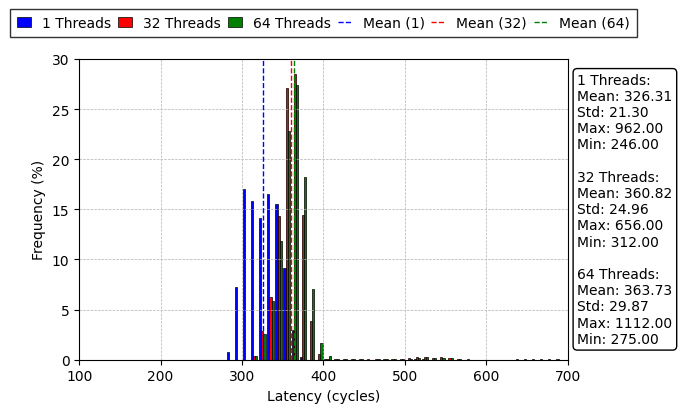 1 Threads 32 Threads 64 Threads Mean (1) Mean (32) Mean (64)
30
25
20
15
10
5
0
Frequency (%)
100 200 300 400 500 600 700
Latency (cycles)
1 Threads:
Mean: 326.31
Std: 21.30
Max: 962.00
Min: 246.00
32 Threads:
Mean: 360.82
Std: 24.96
Max: 656.00
Min: 312.00
64 Threads:
Mean: 363.73
Std: 29.87
Max: 1112.00
Min: 275.00